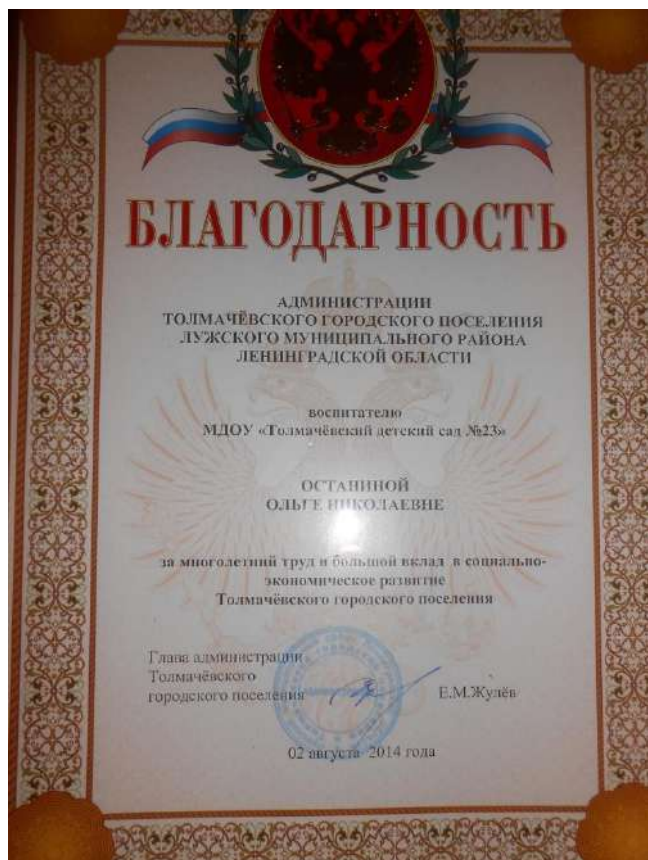 БЛАГОДАРНОСТЬ
АДМИНИСТРАЦИИ
ТОЛМАЧЁВСКОГО ГОРОДСКОГО ПОСЕЛЕНИЯ
ЛУЖСКОГО МУНИЦИПАЛЬНОГО РАЙОНА
ЛЕНИНГРАДСКОЙ ОБЛАСТИ
воспитателю
МДОУ «Толмачёвский детский сад №23»
ОСТАНИНОЙ
ОЛЬГЕ НИКОЛАЕВНЕ
за многолетний труд и большой вклад в социально-
экономическое развитие
Толмачёвского городского поселения
Глава администрации
Толмачёвского
городского поселения Е.М.Жулёв
02 августа 2014 года